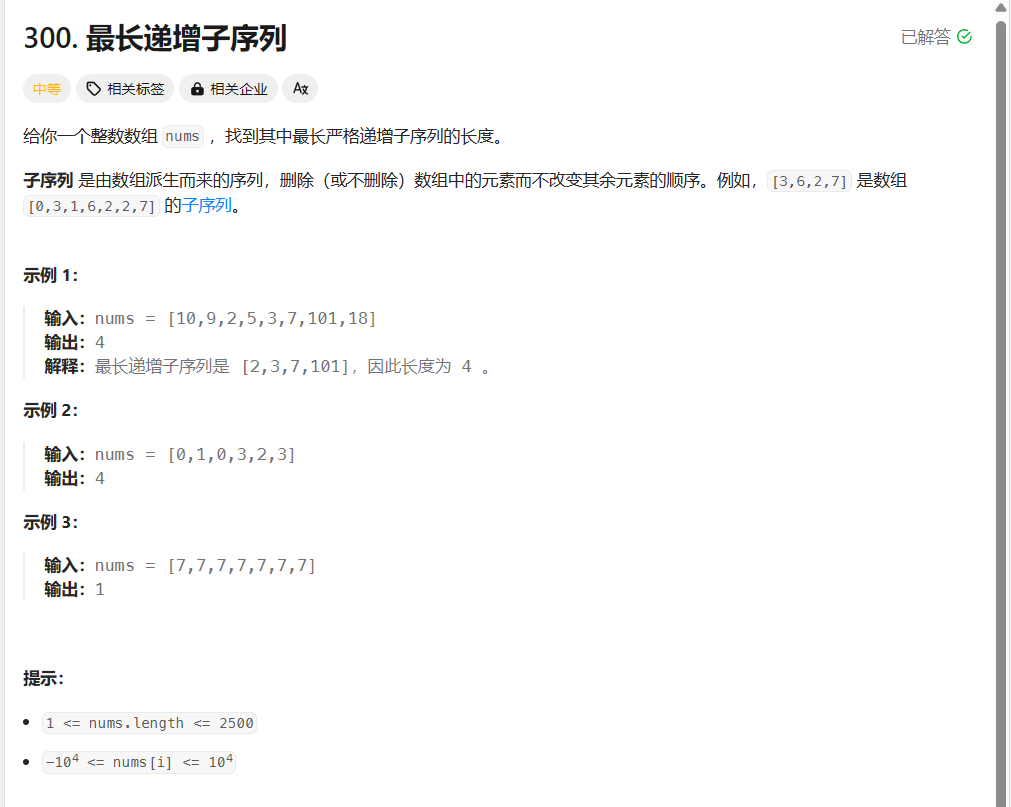 300. 最长递增子序列
已解答
中等 相关标签 相关企业 Aҳ
给你一个整数数组 nums ，找到其中最长严格递增子序列的长度。
子序列 是由数组派生而来的序列，删除（或不删除）数组中的元素而不改变其余元素的顺序。例如，[3,6,2,7] 是数组
[0,3,1,6,2,2,7] 的子序列。
示例 1：
输入：nums = [10,9,2,5,3,7,101,18]
输出：4
解释：最长递增子序列是 [2,3,7,101]，因此长度为 4 。
示例 2：
输入：nums = [0,1,0,3,2,3]
输出：4
示例 3：
输入：nums = [7,7,7,7,7,7,7]
输出：1
提示：
1 <= nums.length <= 2500
-10⁴ <= nums[i] <= 10⁴